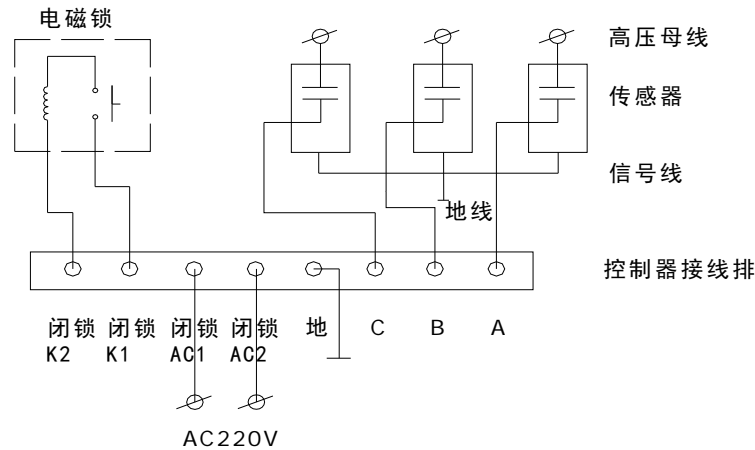 电磁锁
高压母线
传感器
信号线
地线
控制器接线排
闭锁 闭锁 闭锁 闭锁 地 C B A
K2 K1 AC1 AC2
AC220V